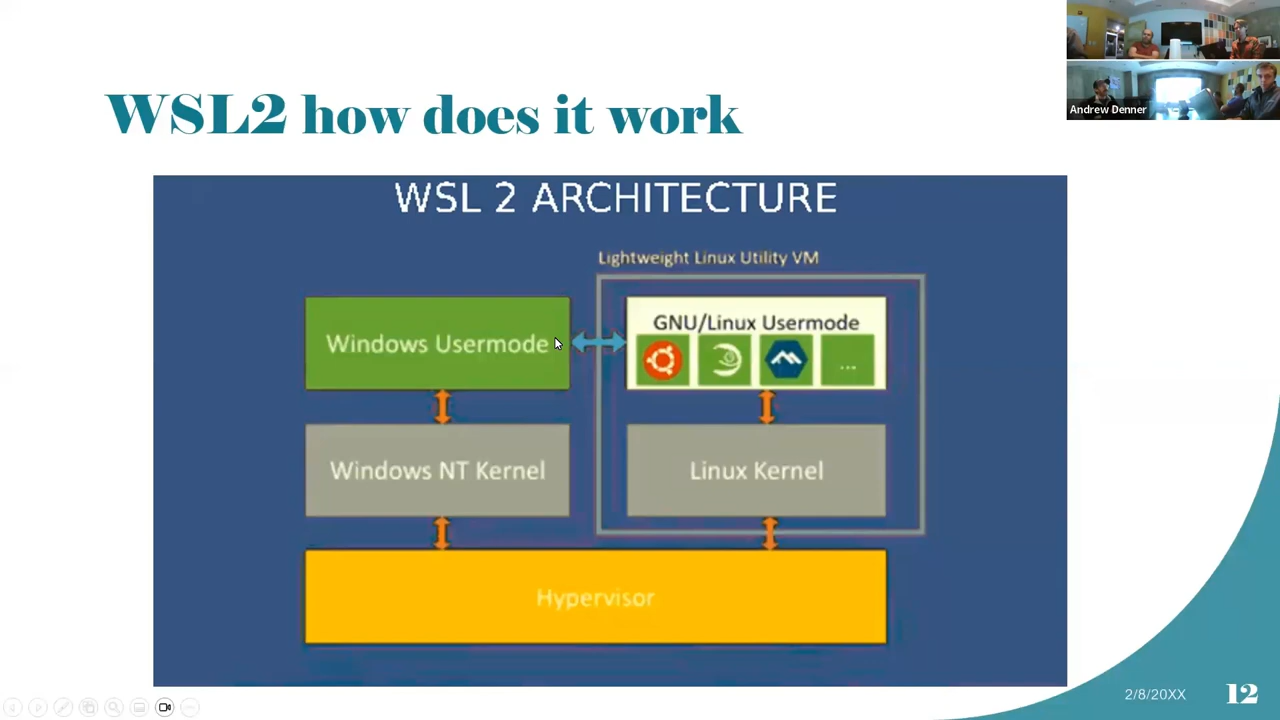 WSL2 how does it work
Andrew Denner
WSL 2 ARCHITECTURE
Lightweight Linux Utility VM
Windows Usermode
GNU/Linux Usermode
...
Windows NT Kernel
Linux Kernel
Hypervisor
2/8/20XX
12